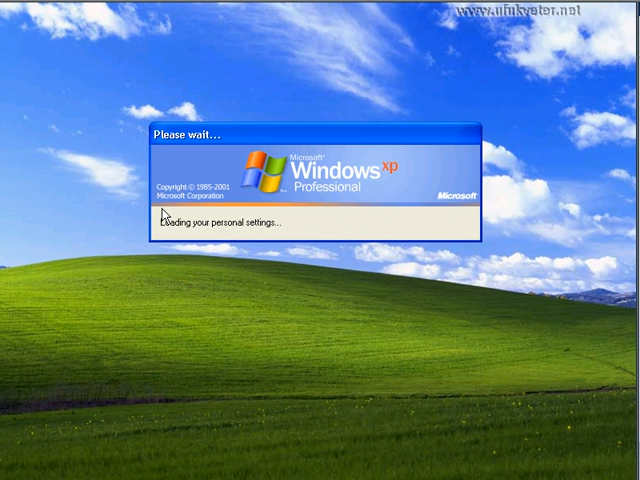 www.ufukyeter.net
Please wait...
Microsoft®
Windows xp
Professional
Copyright © 1985-2001
Microsoft Corporation
Microsoft
Loading your personal settings...